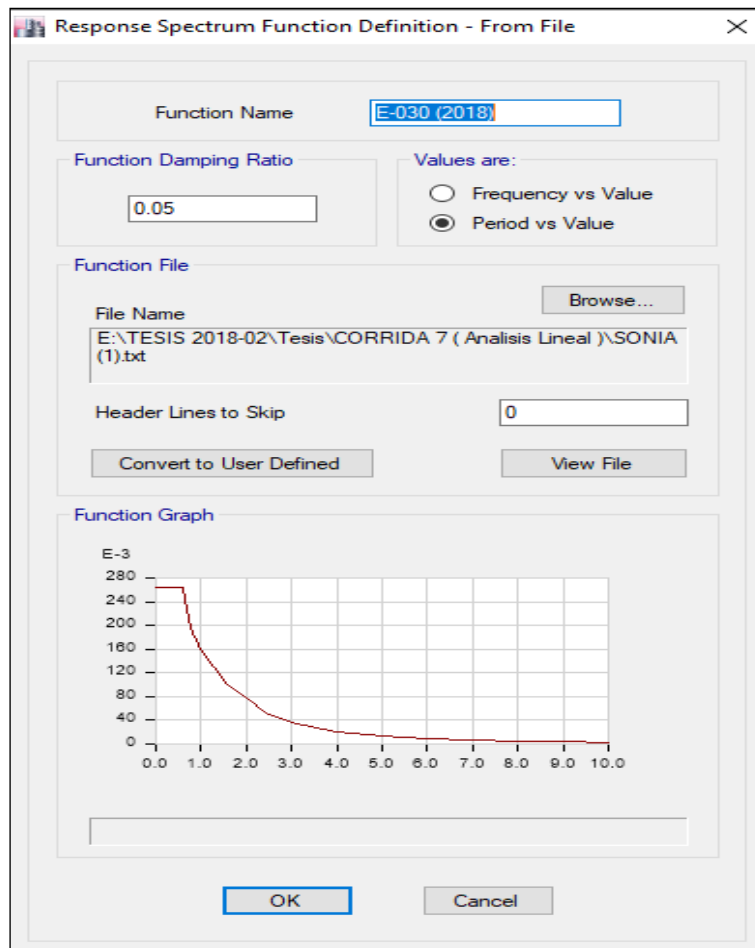 Response Spectrum Function Definition - From File
Function Name
E-030 (2018)
Function Damping Ratio
0.05
Values are:
Frequency vs Value
Period vs Value
Function File
Browse...
File Name
E:\TESIS 2018-02\Tesis\CORRIDA 7 ( Analisis Lineal )\SONIA
(1).txt
Header Lines to Skip
0
Convert to User Defined
View File
Function Graph
E-3
280
240
200
160
120
80
40
0
0.0 1.0 2.0 3.0 4.0 5.0 6.0 7.0 8.0 9.0 10.0
OK
Cancel